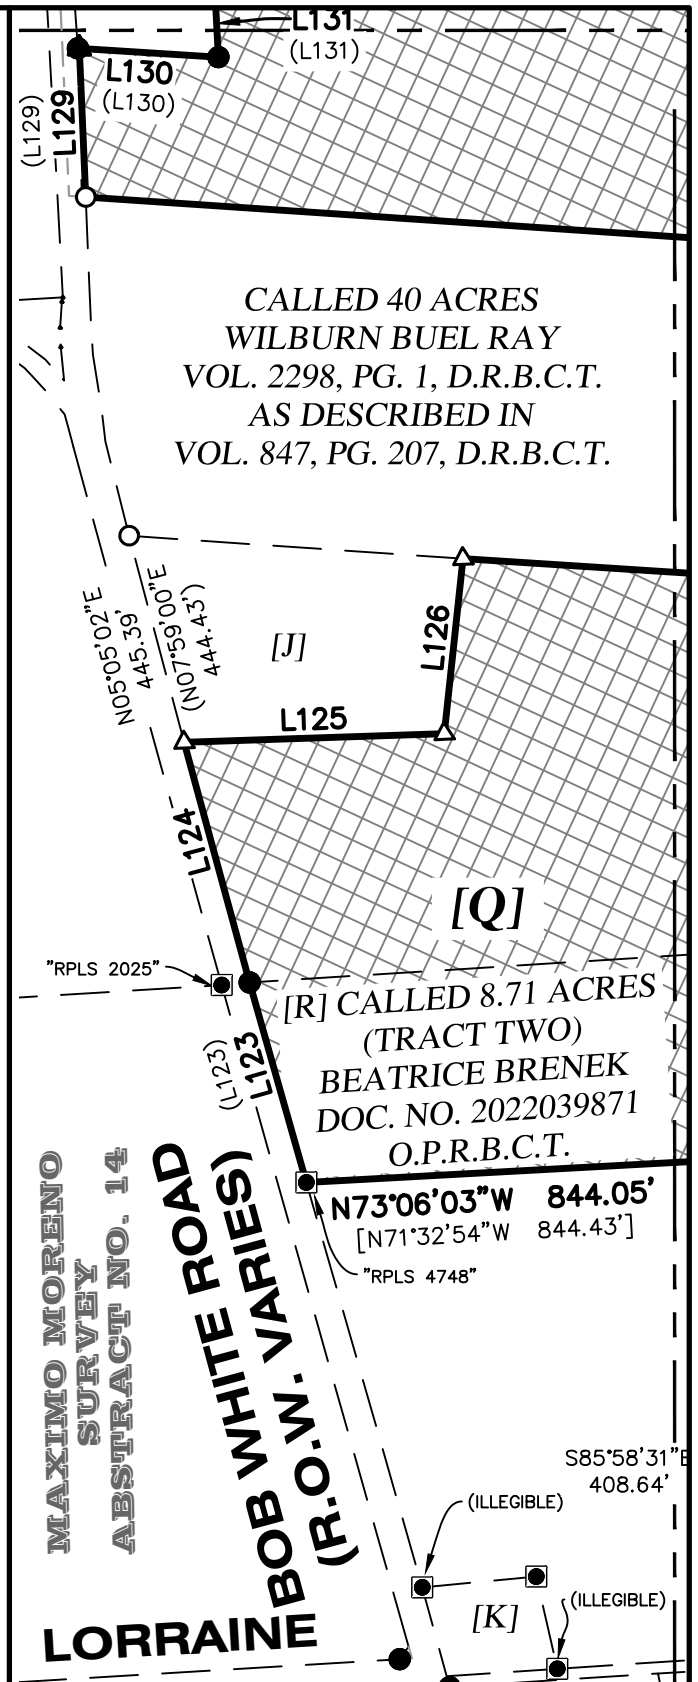 L131
(L131)
L130
(L130)
(L129)
L129
CALLED 40 ACRES
WILBURN BUEL RAY
VOL. 2298, PG. 1, D.R.B.C.T.
AS DESCRIBED IN
VOL. 847, PG. 207, D.R.B.C.T.
N05°05'02"E
445.39'
(N07°59'00"E
444.43')
[J]
L126
L125
L124
[Q]
"RPLS 2025"
[R] CALLED 8.71 ACRES
(TRACT TWO)
BEATRICE BRENEK
DOC. NO. 2022039871
O.P.R.B.C.T.
(L123)
L123
N73°06'03"W 844.05'
[N71°32'54"W 844.43']
"RPLS 4748"
MAXIMO MORENO
SURVEY
ABSTRACT NO. 14
BOB WHITE ROAD
(R.O.W. VARIES)
S85°58'31"E
408.64'
(ILLEGIBLE)
[K]
(ILLEGIBLE)
LORRAINE